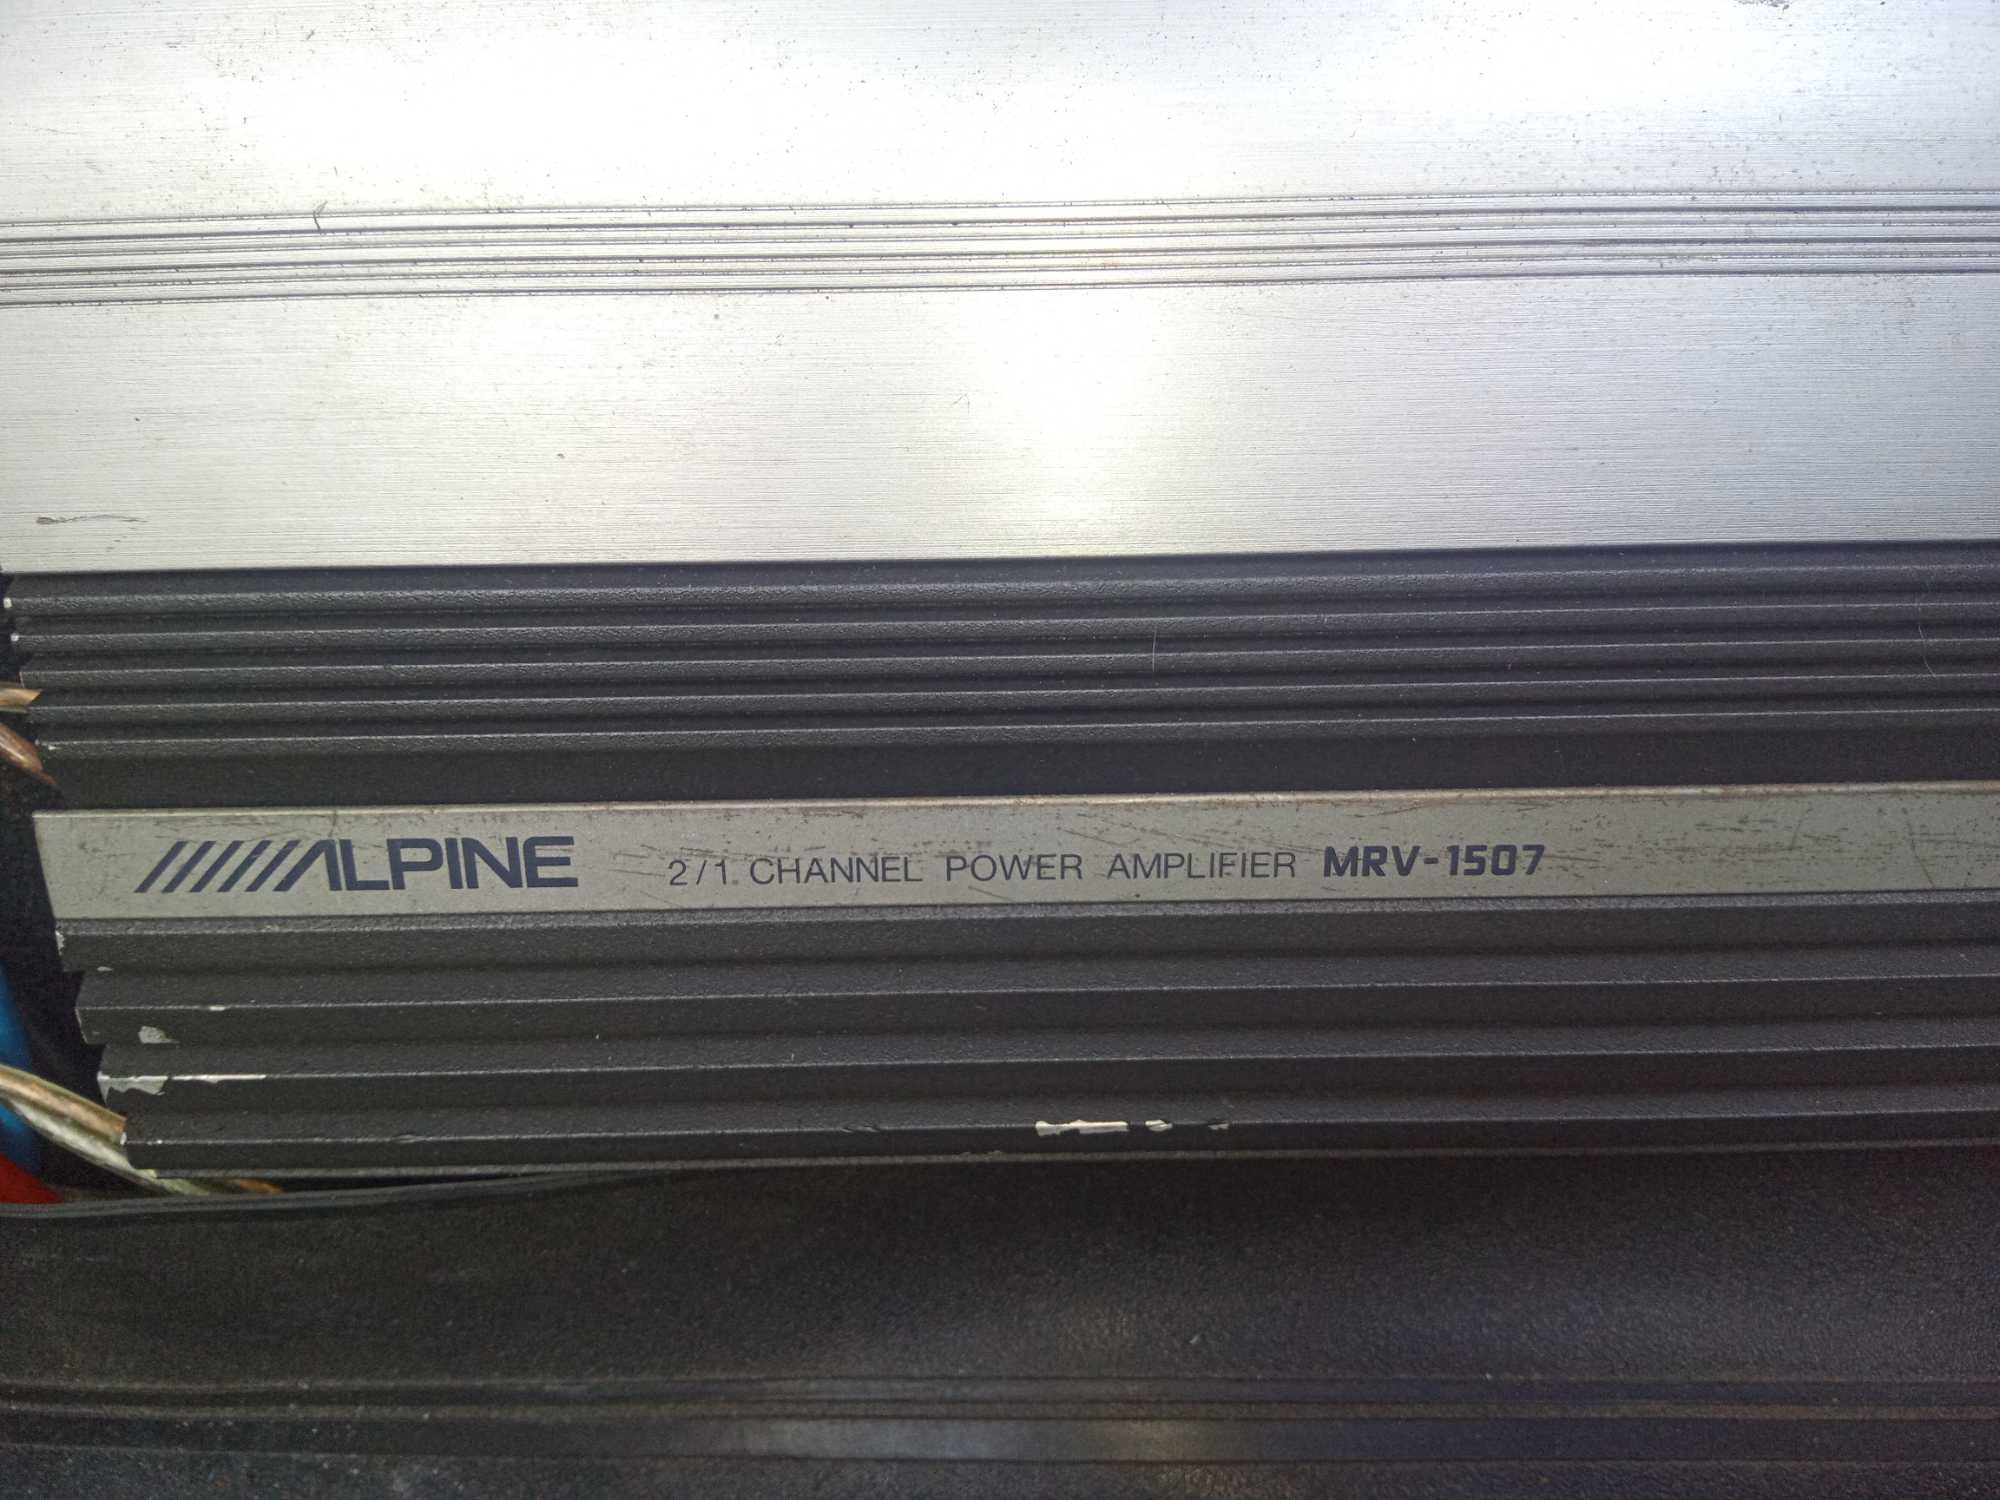 ALPINE 2/1 CHANNEL POWER AMPLIFIER MRV-1507